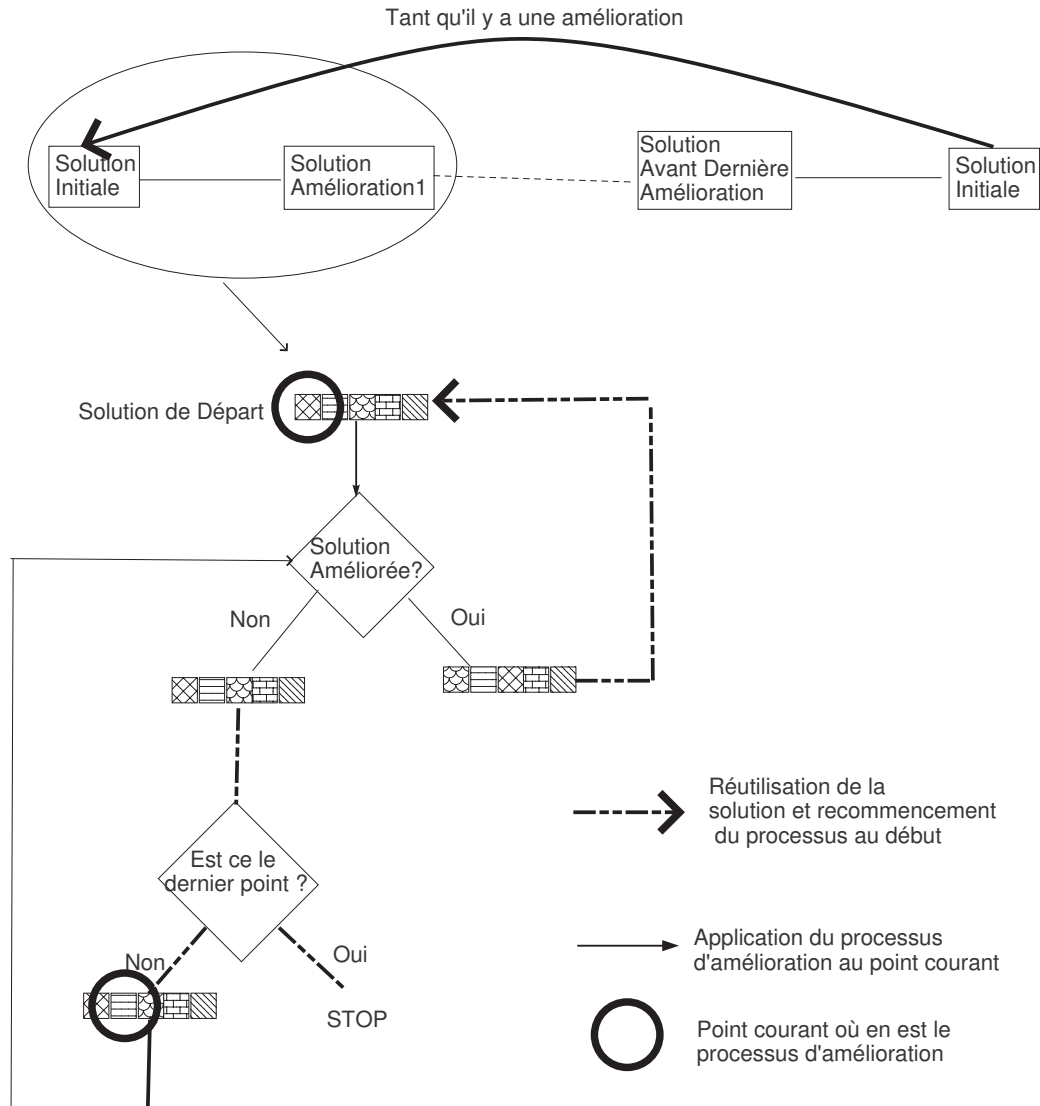 Tant qu'il y a une amélioration
Solution
Initiale
Solution
Amélioration1
Solution
Avant Dernière
Amélioration
Solution
Initiale
Solution de Départ
Solution
Améliorée?
Non
Oui
Est ce le
dernier point ?
Non
Oui
STOP
Réutilisation de la
solution et recommencement
du processus au début
Application du processus
d'amélioration au point courant
Point courant où en est le
processus d'amélioration